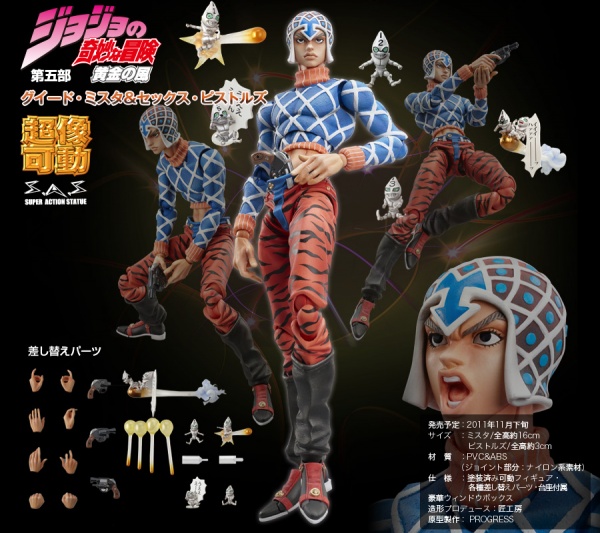 ジョジョの
奇妙な冒険
第五部 黄金の風
グイード・ミスタ&セックス・ピストルズ
超像
可動
S.A.S
SUPER ACTION STATUE
差し替えパーツ
発売予定：2011年11月下旬
サイズ ：ミスタ/全高約16cm
ピストルズ/全高約3cm
材 質 ：PVC&ABS
（ジョイント部分：ナイロン系素材）
仕 様 ：塗装済み可動フィギュア・
各種差し替えパーツ・台座付属
豪華ウィンドウボックス
造形プロデュース：匠工房
原型製作： PROGRESS